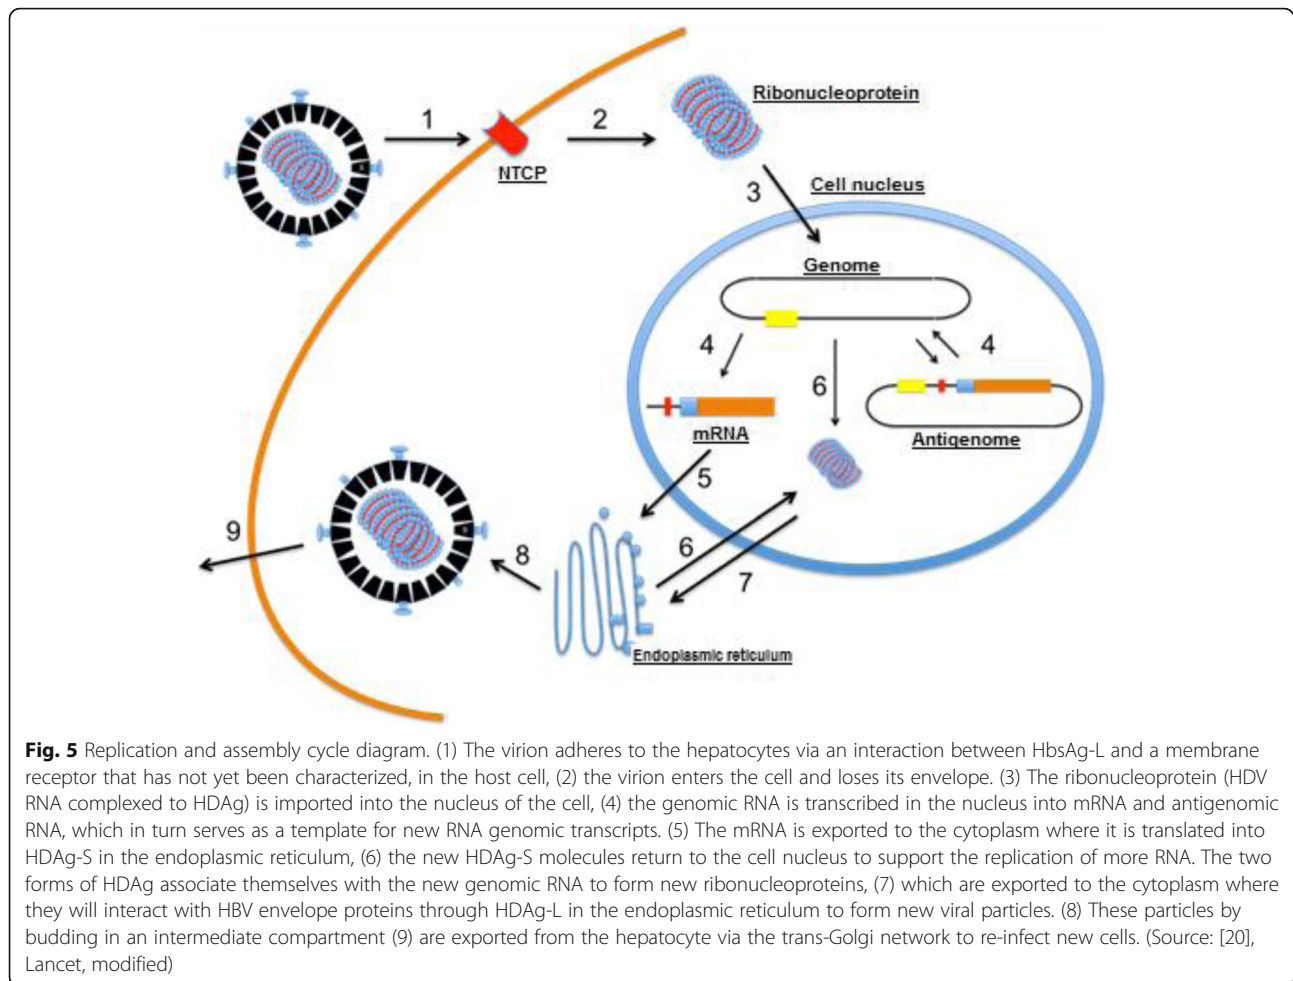 1
2
Ribonucleoprotein
NTCP
3
Cell nucleus
Genome
4
4
6
mRNA
Antigenome
5
9
8
6
7
Endoplasmic reticulum
Fig. 5 Replication and assembly cycle diagram. (1) The virion adheres to the hepatocytes via an interaction between HbsAg-L and a membrane
receptor that has not yet been characterized, in the host cell, (2) the virion enters the cell and loses its envelope. (3) The ribonucleoprotein (HDV
RNA complexed to HDAg) is imported into the nucleus of the cell, (4) the genomic RNA is transcribed in the nucleus into mRNA and antigenomic
RNA, which in turn serves as a template for new RNA genomic transcripts. (5) The mRNA is exported to the cytoplasm where it is translated into
HDAg-S in the endoplasmic reticulum, (6) the new HDAg-S molecules return to the cell nucleus to support the replication of more RNA. The two
forms of HDAg associate themselves with the new genomic RNA to form new ribonucleoproteins, (7) which are exported to the cytoplasm where
they will interact with HBV envelope proteins through HDAg-L in the endoplasmic reticulum to form new viral particles. (8) These particles by
budding in an intermediate compartment (9) are exported from the hepatocyte via the trans-Golgi network to re-infect new cells. (Source: [20],
Lancet, modified)